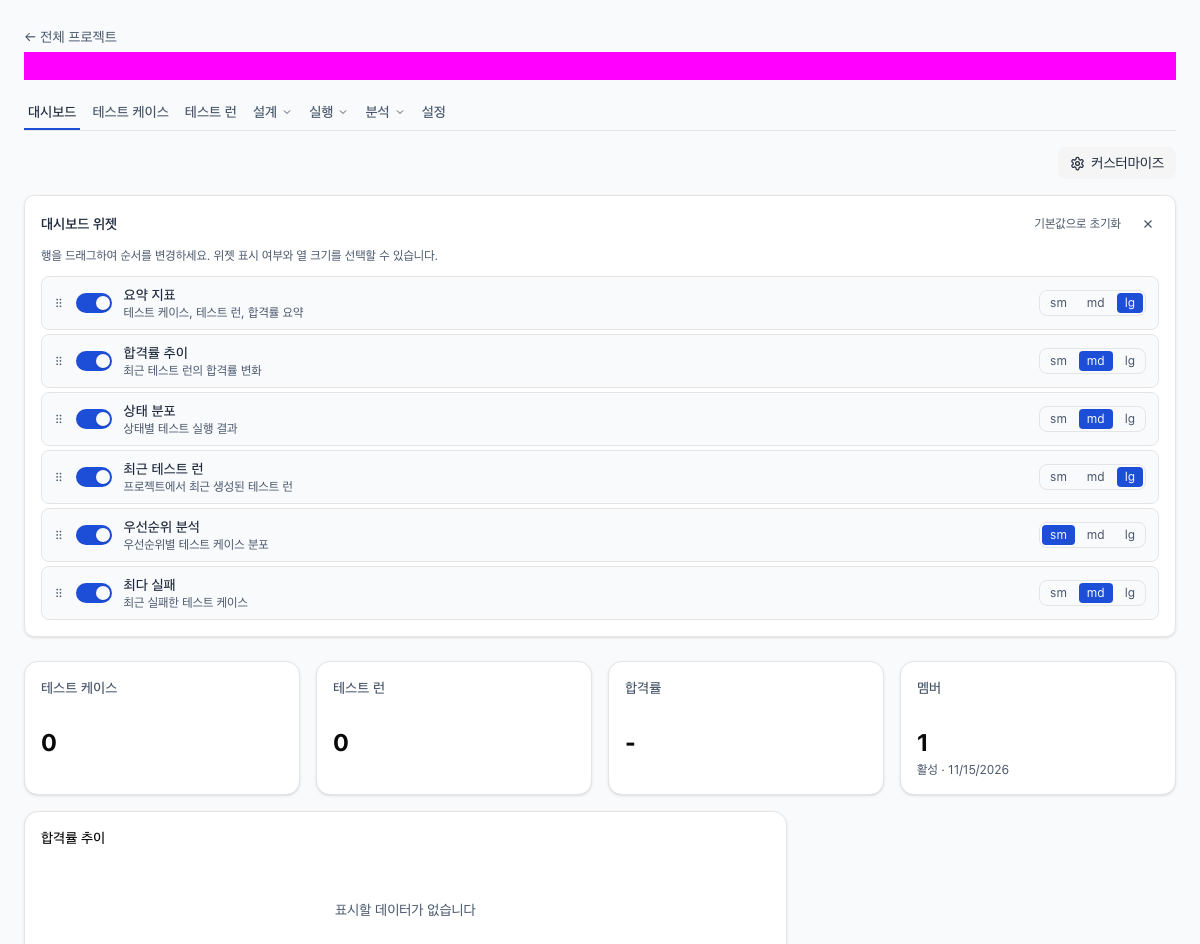 ← 전체 프로젝트
대시보드 테스트 케이스 테스트 런 설계 실행 분석 설정
커스터마이즈
대시보드 위젯
기본값으로 초기화
행을 드래그하여 순서를 변경하세요. 위젯 표시 여부와 열 크기를 선택할 수 있습니다.
요약 지표
테스트 케이스, 테스트 런, 합격률 요약
sm md lg
합격률 추이
최근 테스트 런의 합격률 변화
sm md lg
상태 분포
상태별 테스트 실행 결과
sm md lg
최근 테스트 런
프로젝트에서 최근 생성된 테스트 런
sm md lg
우선순위 분석
우선순위별 테스트 케이스 분포
sm md lg
최다 실패
최근 실패한 테스트 케이스
sm md lg
테스트 케이스
0
테스트 런
0
합격률
-
멤버
1
활성 · 11/15/2026
합격률 추이
표시할 데이터가 없습니다